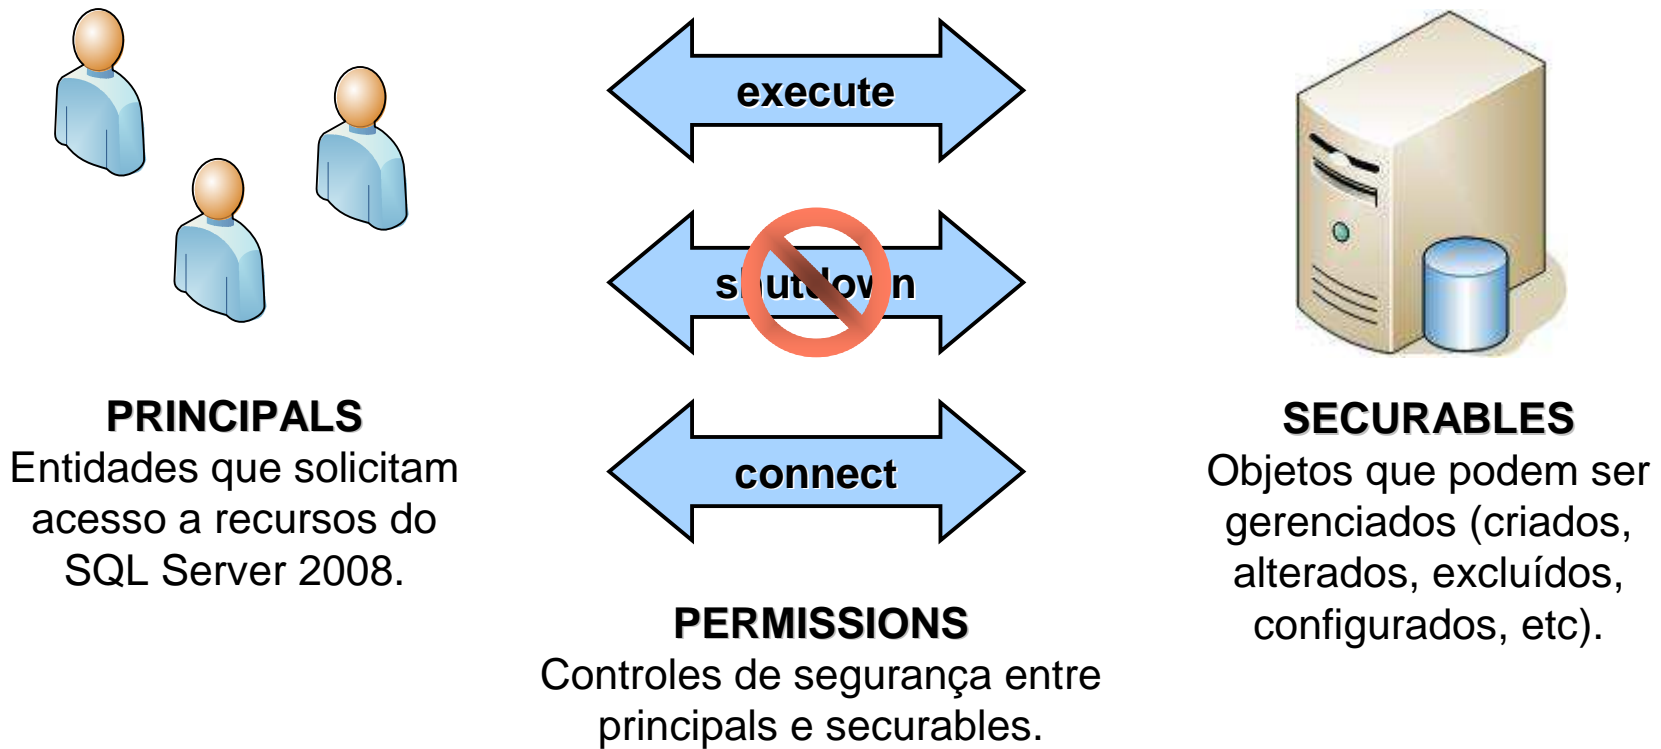 execute
shutdown
connect
PRINCIPALS
Entidades que solicitam
acesso a recursos do
SQL Server 2008.
PERMISSIONS
Controles de segurança entre
principals e securables.
SECURABLES
Objetos que podem ser
gerenciados (criados,
alterados, excluídos,
configurados, etc).